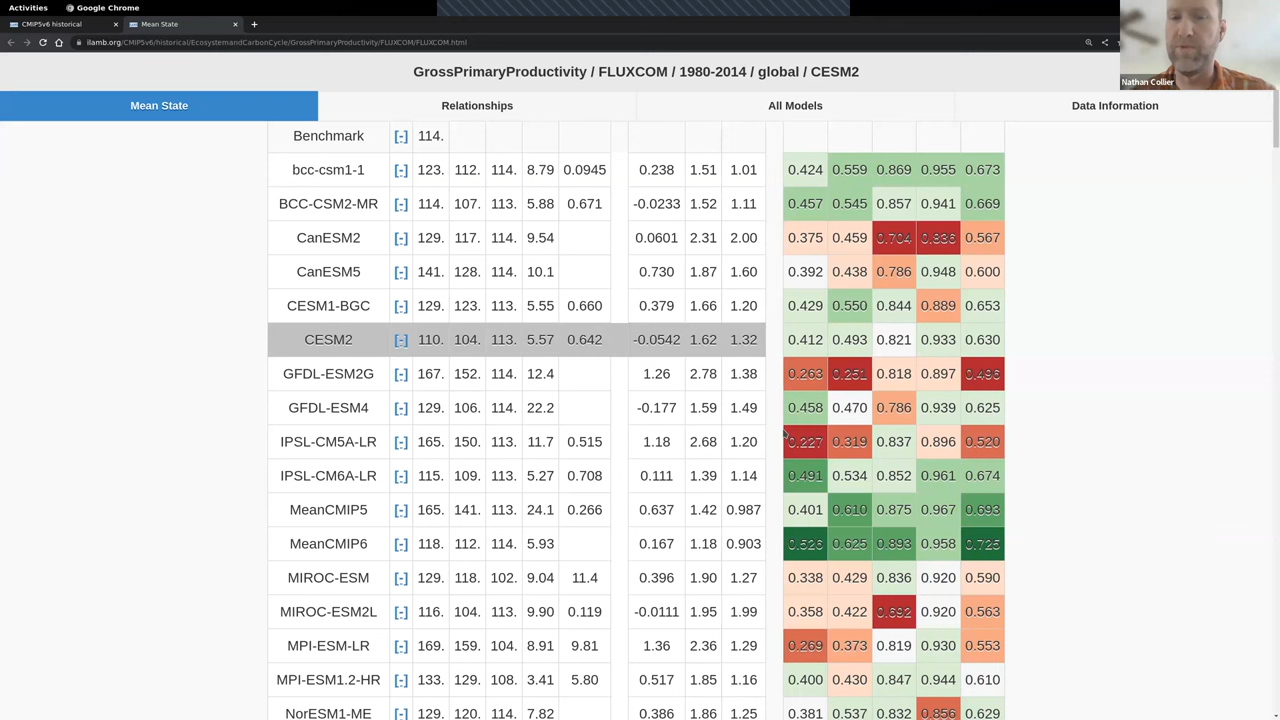 Activities Google Chrome
CMIP5v6 historical × Mean State × +
ilamb.org/CMIP5v6/historical/EcosystemandCarbonCycle/GrossPrimaryProductivity/FLUXCOM/FLUXCOM.html
Nathan Collier
GrossPrimaryProductivity / FLUXCOM / 1980-2014 / global / CESM2
Mean State Relationships All Models Data Information
Benchmark [-] 114.
bcc-csm1-1 [-] 123. 112. 114. 8.79 0.0945 0.238 1.51 1.01 0.424 0.559 0.869 0.955 0.673
BCC-CSM2-MR [-] 114. 107. 113. 5.88 0.671 -0.0233 1.52 1.11 0.457 0.545 0.857 0.941 0.669
CanESM2 [-] 129. 117. 114. 9.54 0.0601 2.31 2.00 0.375 0.459 0.704 0.836 0.567
CanESM5 [-] 141. 128. 114. 10.1 0.730 1.87 1.60 0.392 0.438 0.786 0.948 0.600
CESM1-BGC [-] 129. 123. 113. 5.55 0.660 0.379 1.66 1.20 0.429 0.550 0.844 0.889 0.653
CESM2 [-] 110. 104. 113. 5.57 0.642 -0.0542 1.62 1.32 0.412 0.493 0.821 0.933 0.630
GFDL-ESM2G [-] 167. 152. 114. 12.4 1.26 2.78 1.38 0.263 0.251 0.818 0.897 0.496
GFDL-ESM4 [-] 129. 106. 114. 22.2 -0.177 1.59 1.49 0.458 0.470 0.786 0.939 0.625
IPSL-CM5A-LR [-] 165. 150. 113. 11.7 0.515 1.18 2.68 1.20 0.227 0.319 0.837 0.896 0.520
IPSL-CM6A-LR [-] 115. 109. 113. 5.27 0.708 0.111 1.39 1.14 0.491 0.534 0.852 0.961 0.674
MeanCMIP5 [-] 165. 141. 113. 24.1 0.266 0.637 1.42 0.987 0.401 0.610 0.875 0.967 0.693
MeanCMIP6 [-] 118. 112. 114. 5.93 0.167 1.18 0.903 0.526 0.625 0.893 0.958 0.725
MIROC-ESM [-] 129. 118. 102. 9.04 11.4 0.396 1.90 1.27 0.338 0.429 0.836 0.920 0.590
MIROC-ESM2L [-] 116. 104. 113. 9.90 0.119 -0.0111 1.95 1.99 0.358 0.422 0.692 0.920 0.563
MPI-ESM-LR [-] 169. 159. 104. 8.91 9.81 1.36 2.36 1.29 0.269 0.373 0.819 0.930 0.553
MPI-ESM1.2-HR [-] 133. 129. 108. 3.41 5.80 0.517 1.85 1.16 0.400 0.430 0.847 0.944 0.610
NorESM1-ME [-] 129. 120. 114. 7.82 0.386 1.86 1.25 0.381 0.537 0.832 0.856 0.629